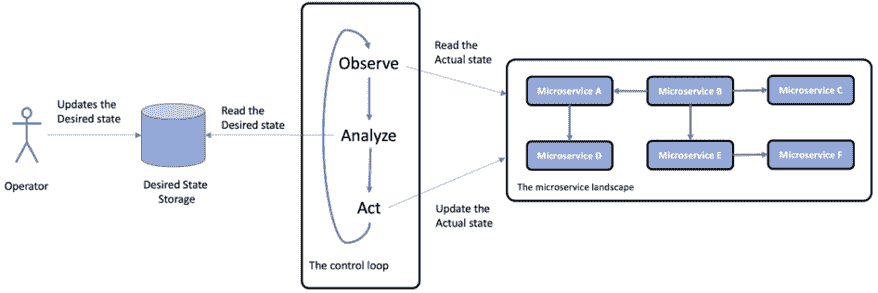 Operator
Updates the
Desired state
Desired State
Storage
Read the
Desired state
Observe
Analyze
Act
The control loop
Read the
Actual state
Update the
Actual state
Microservice A
Microservice B
Microservice C
Microservice D
Microservice E
Microservice F
The microservice landscape